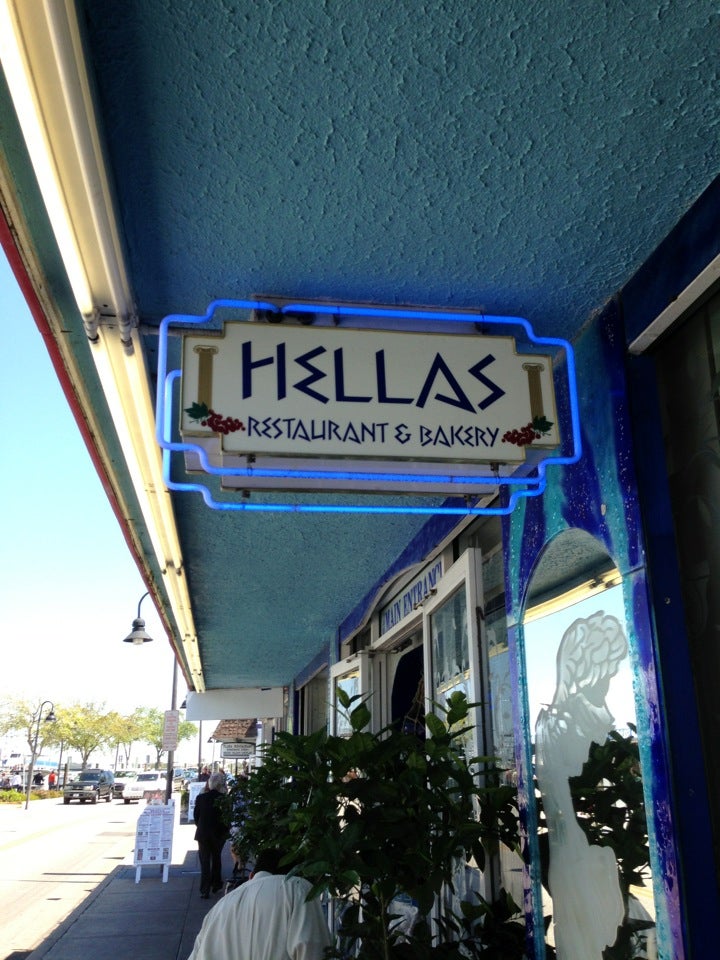 HELLAS
RESTAURANT & BAKERY
MAIN ENTRANCE